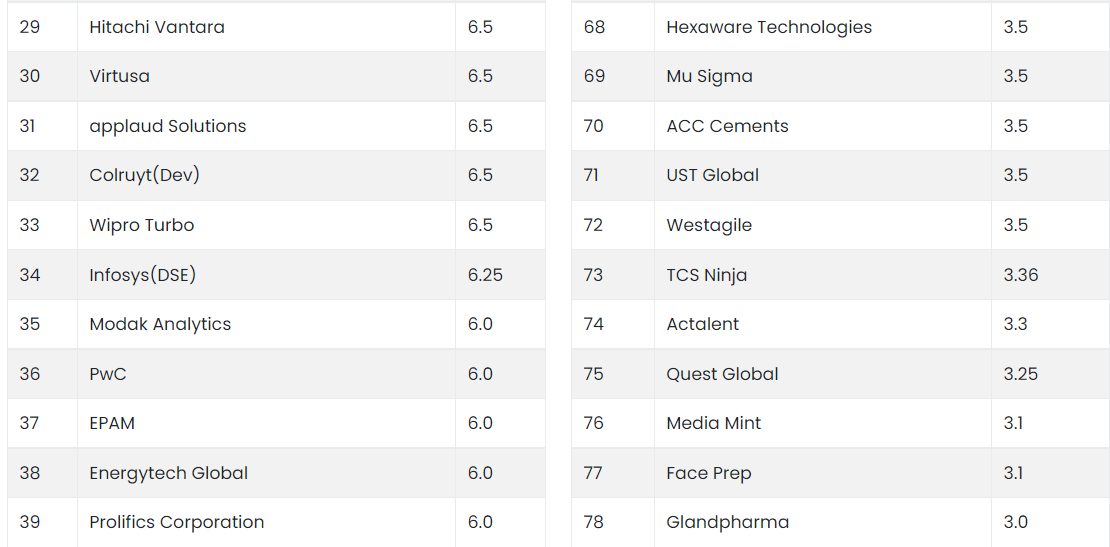 29 Hitachi Vantara 6.5
30 Virtusa 6.5
31 applaud Solutions 6.5
32 Colruyt(Dev) 6.5
33 Wipro Turbo 6.5
34 Infosys(DSE) 6.25
35 Modak Analytics 6.0
36 PwC 6.0
37 EPAM 6.0
38 Energytech Global 6.0
39 Prolifics Corporation 6.0
68 Hexaware Technologies 3.5
69 Mu Sigma 3.5
70 ACC Cements 3.5
71 UST Global 3.5
72 Westagile 3.5
73 TCS Ninja 3.36
74 Actalent 3.3
75 Quest Global 3.25
76 Media Mint 3.1
77 Face Prep 3.1
78 Glandpharma 3.0